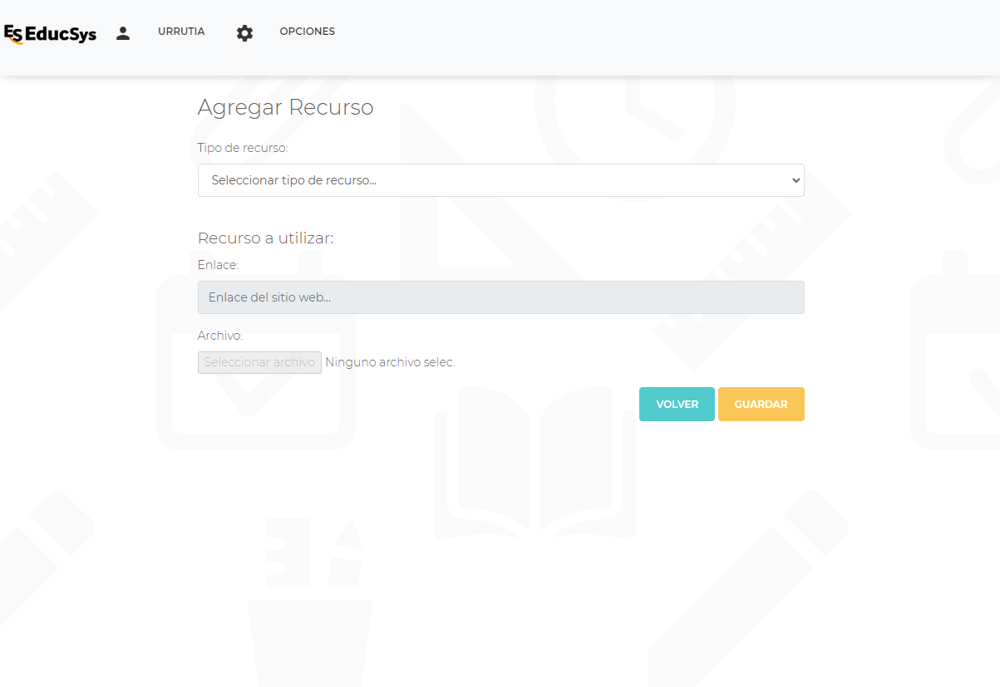 ES EducSys URRUTIA OPCIONES
Agregar Recurso
Tipo de recurso:
Seleccionar tipo de recurso...
Recurso a utilizar:
Enlace:
Enlace del sitio web...
Archivo:
Seleccionar archivo Ninguno archivo selec.
VOLVER GUARDAR